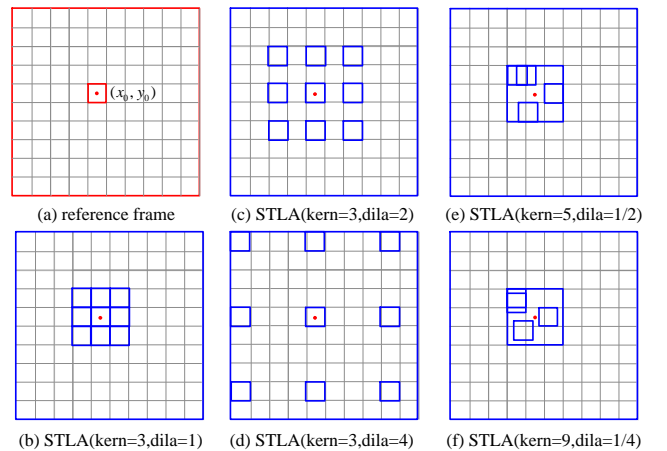 (x₀, y₀)
(a) reference frame
(c) STLA(kern=3,dila=2)
(e) STLA(kern=5,dila=1/2)
(b) STLA(kern=3,dila=1)
(d) STLA(kern=3,dila=4)
(f) STLA(kern=9,dila=1/4)